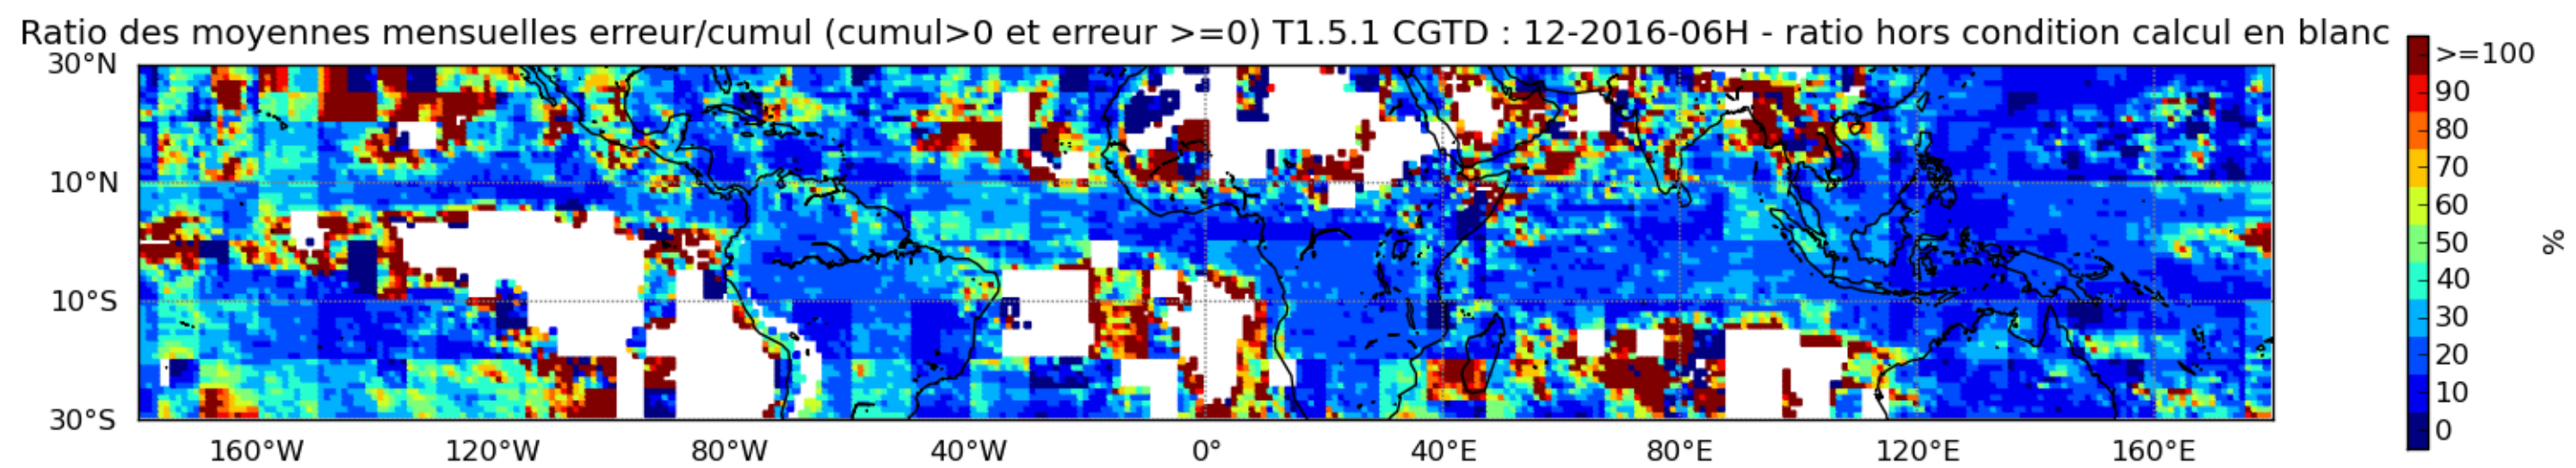 Ratio des moyennes mensuelles erreur/cumul (cumul>0 et erreur >=0) T1.5.1 CGTD : 12-2016-06H - ratio hors condition calcul en blanc
30°N
10°N
10°S
30°S
160°W 120°W 80°W 40°W 0° 40°E 80°E 120°E 160°E
>=100
90
80
70
60
50
40
30
20
10
0
%